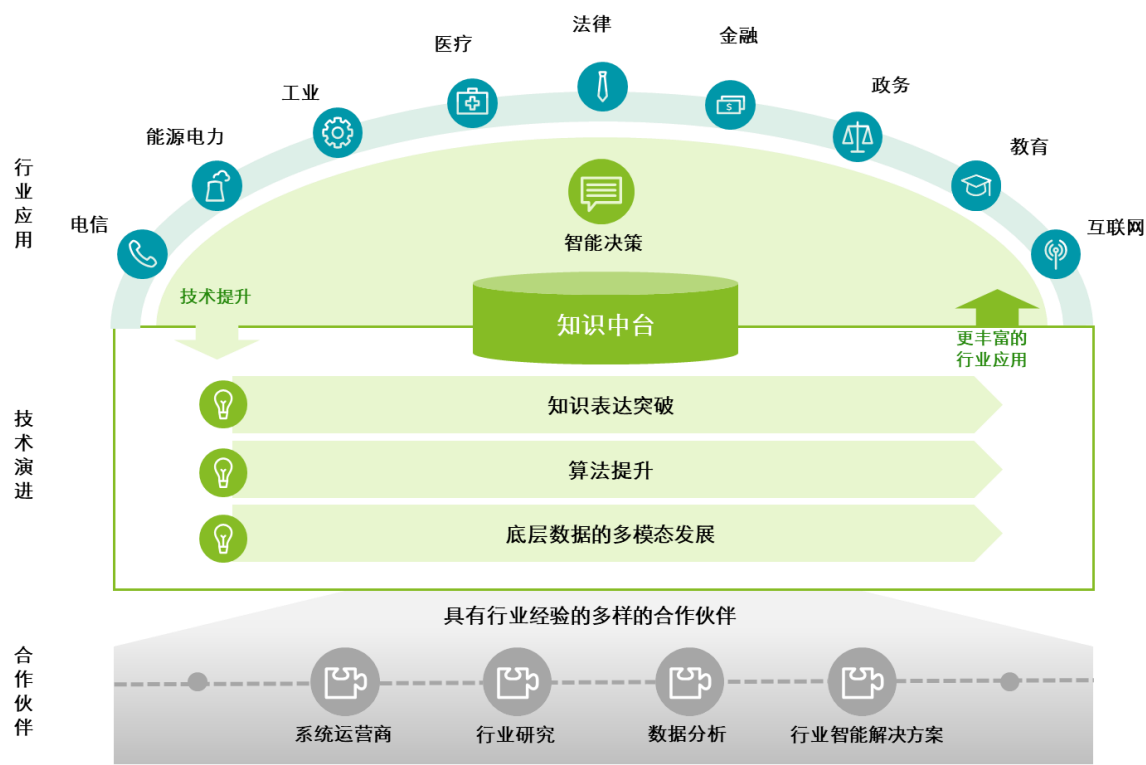 法律
金融
医疗
政务
工业
能源电力
教育
电信
互联网
行业应用
智能决策
技术提升
知识中台
更丰富的
行业应用
技术演进
知识表达突破
算法提升
底层数据的多模态发展
合作伙伴
具有行业经验的多样的合作伙伴
系统运营商
行业研究
数据分析
行业智能解决方案
$